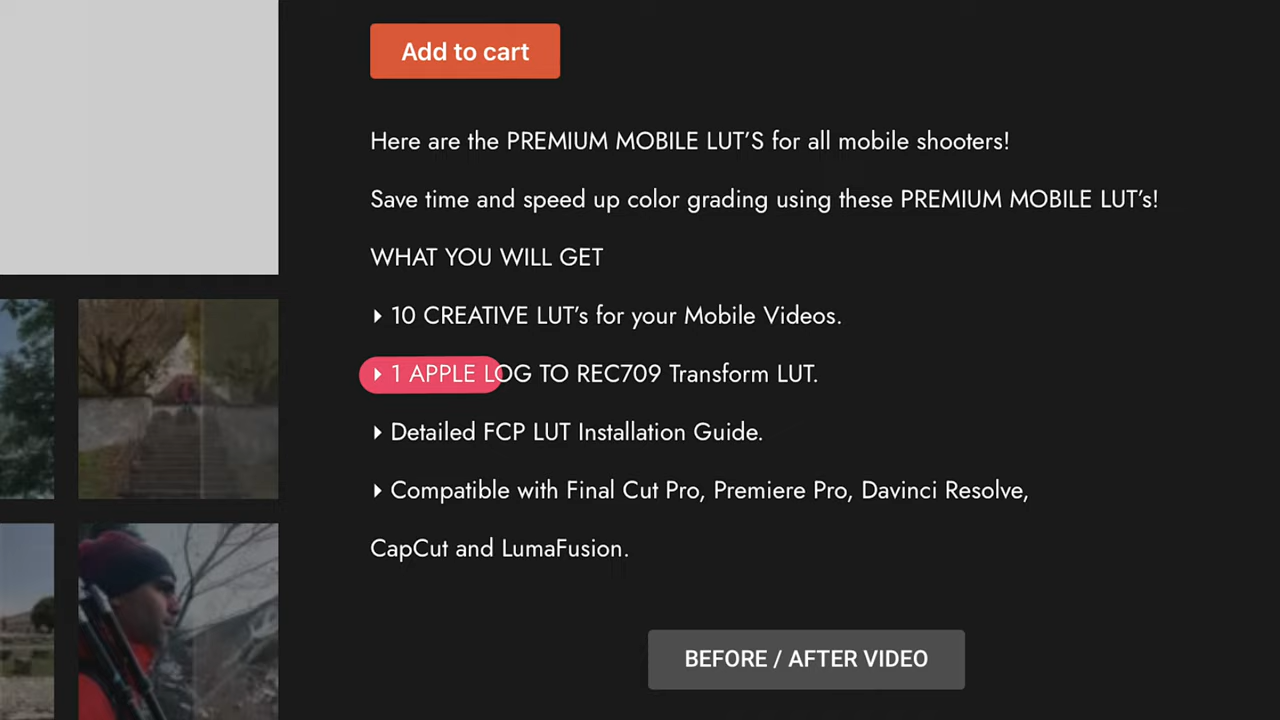 Add to cart
Here are the PREMIUM MOBILE LUT’S for all mobile shooters!
Save time and speed up color grading using these PREMIUM MOBILE LUT’s!
WHAT YOU WILL GET
10 CREATIVE LUT’s for your Mobile Videos.
1 APPLE LOG TO REC709 Transform LUT.
Detailed FCP LUT Installation Guide.
Compatible with Final Cut Pro, Premiere Pro, Davinci Resolve,
CapCut and LumaFusion.
BEFORE / AFTER VIDEO